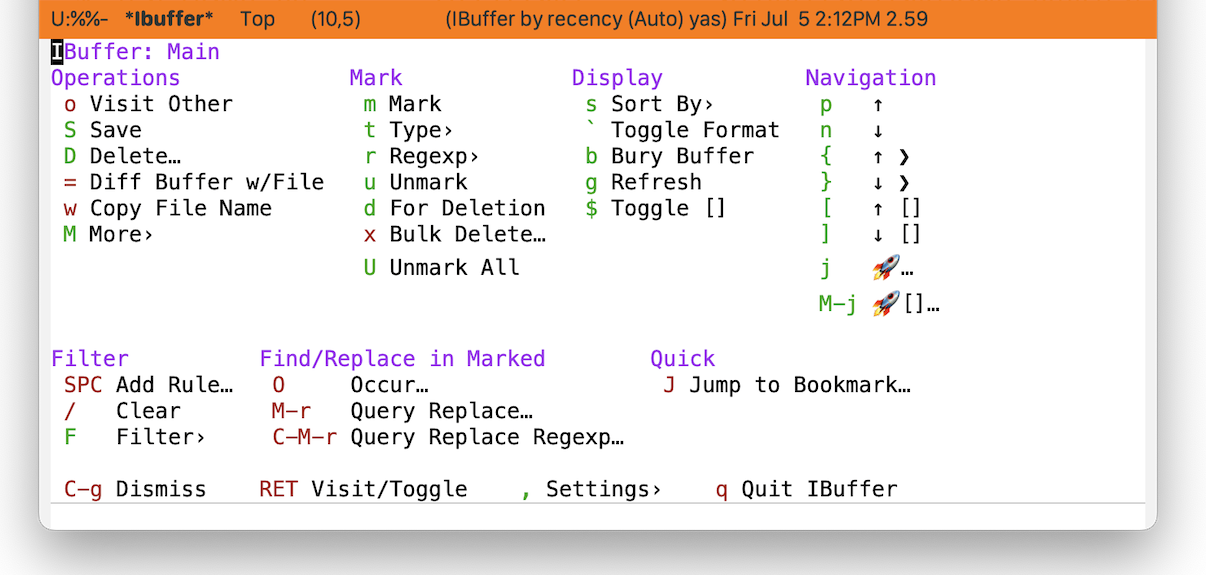 U:%%- *Ibuffer* Top (10,5) (IBuffer by recency (Auto) yas) Fri Jul 5 2:12PM 2.59
IBuffer: Main
Operations Mark Display Navigation
o Visit Other m Mark s Sort By› p ↑
S Save t Type› ` Toggle Format n ↓
D Delete… r Regexp› b Bury Buffer { ↑ ❯
= Diff Buffer w/File u Unmark g Refresh } ↓ ❯
w Copy File Name d For Deletion $ Toggle [] [ ↑ []
M More› x Bulk Delete… ] ↓ []
U Unmark All j 🚀…
M-j 🚀[]…
Filter Find/Replace in Marked Quick
SPC Add Rule… O Occur… J Jump to Bookmark…
/ Clear M-r Query Replace…
F Filter› C-M-r Query Replace Regexp…
C-g Dismiss RET Visit/Toggle , Settings› q Quit IBuffer